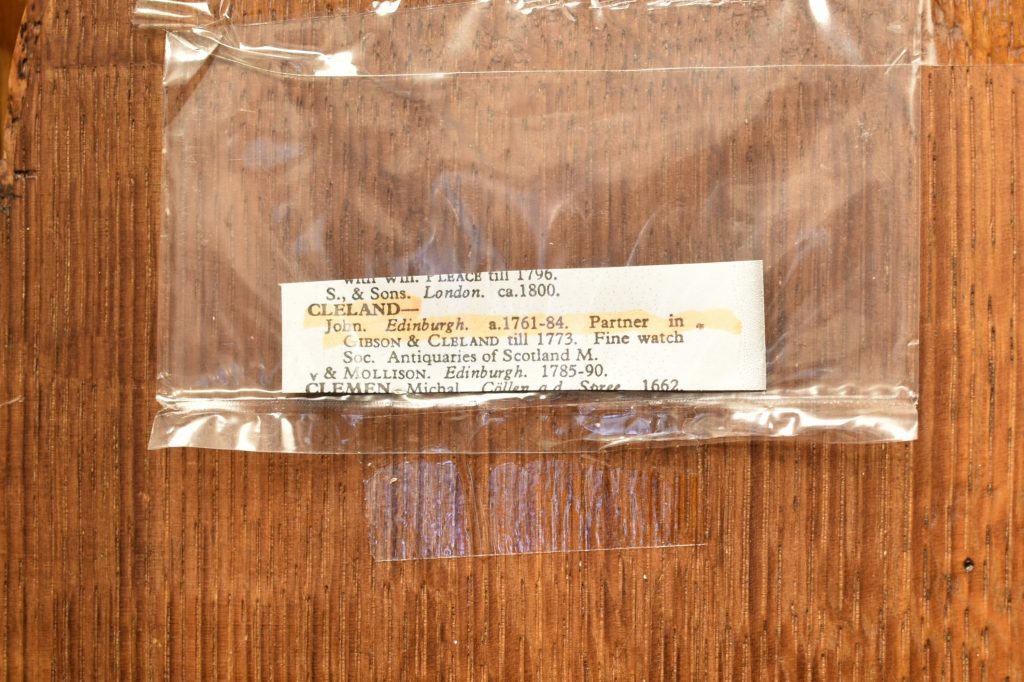 with Wm. PLEACE till 1796.
S., & Sons. London. ca.1800.
CLELAND—
John. Edinburgh. a.1761-84. Partner in
GIBSON & CLELAND till 1773. Fine watch
Soc. Antiquaries of Scotland M.
& MOLLISON. Edinburgh. 1785-90.
CLEMEN, Michal. Cöllen a.d. Spree. 1662.